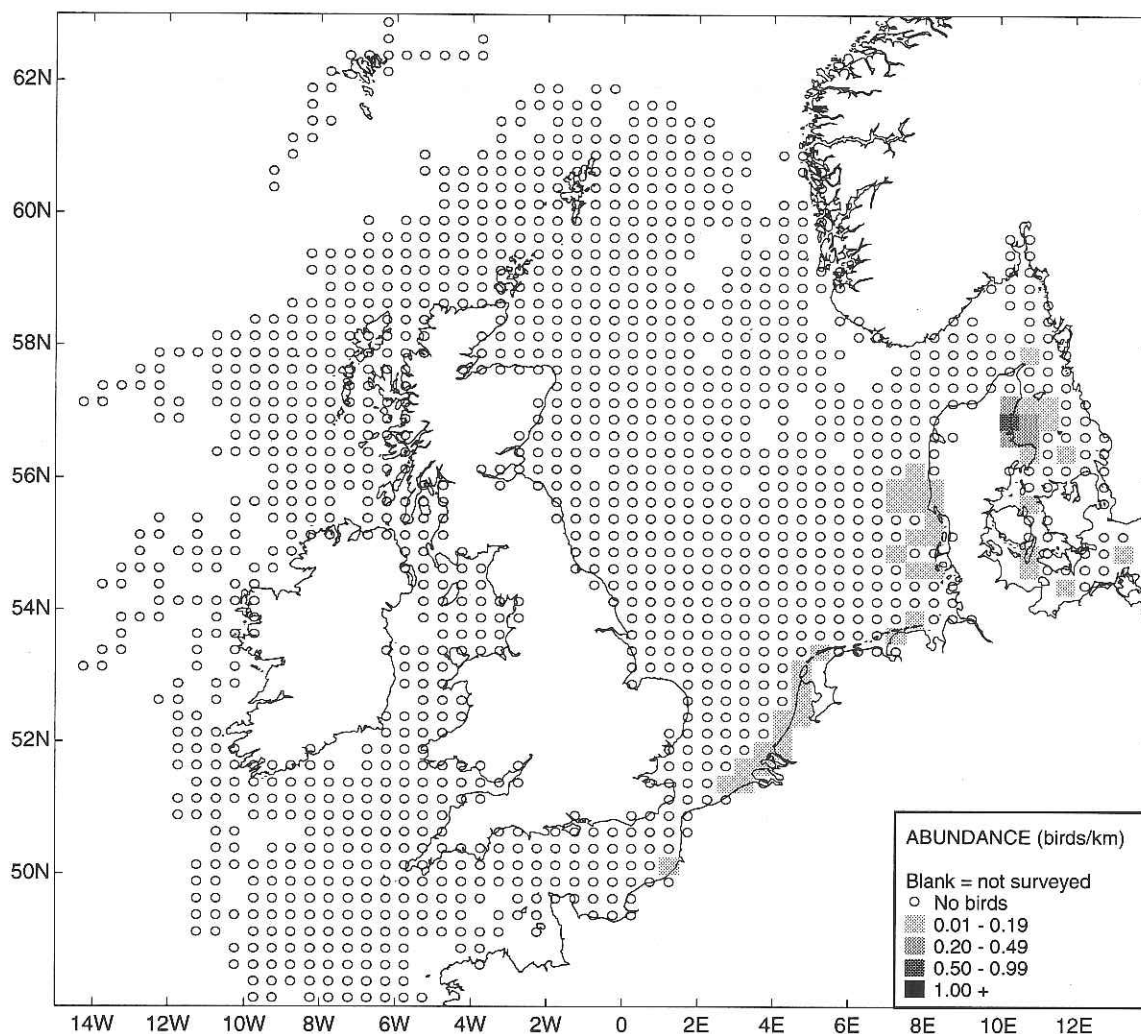 62N
60N
58N
56N
54N
52N
50N
14W 12W 10W 8W 6W 4W 2W 0 2E 4E 6E 8E 10E 12E
ABUNDANCE (birds/km)
Blank = not surveyed
No birds
0.01 - 0.19
0.20 - 0.49
0.50 - 0.99
1.00 +